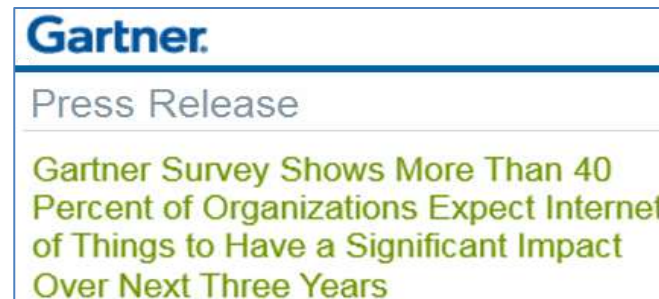 Gartner.
Press Release
Gartner Survey Shows More Than 40
Percent of Organizations Expect Internet
of Things to Have a Significant Impact
Over Next Three Years